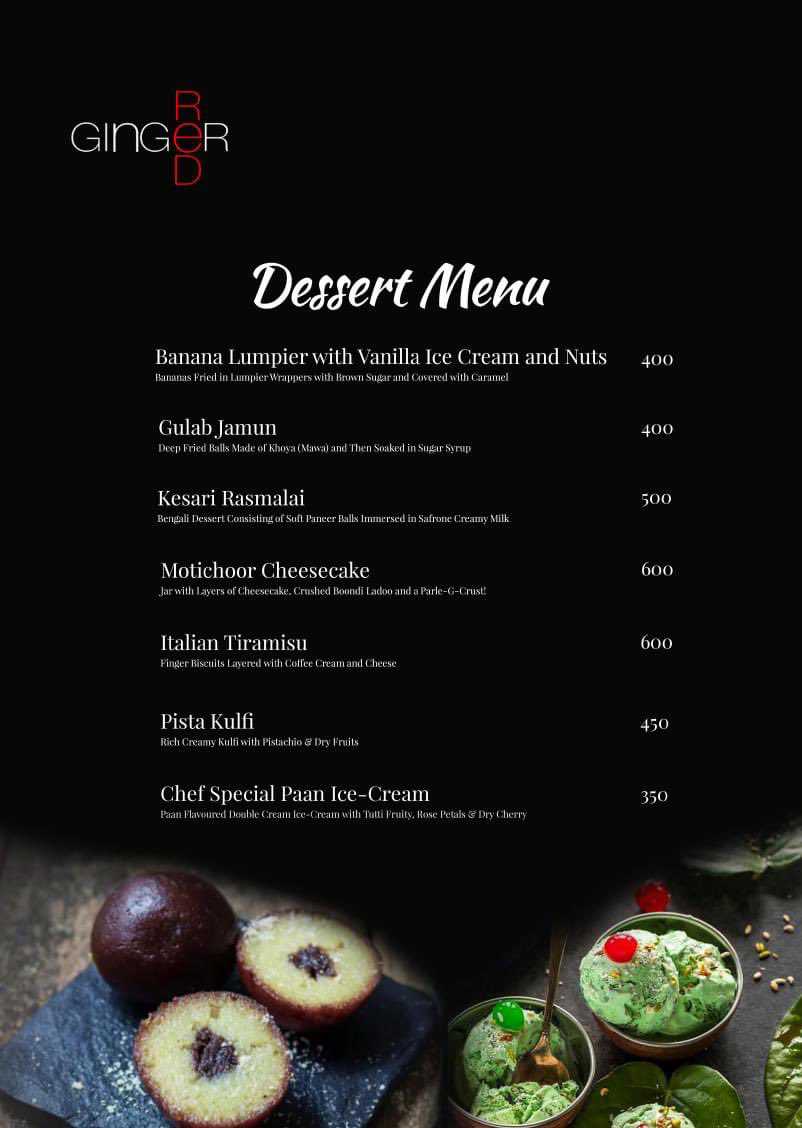 RED
GINGER
Dessert Menu
Banana Lumpier with Vanilla Ice Cream and Nuts 400
Bananas Fried in Lumpier Wrappers with Brown Sugar and Covered with Caramel
Gulab Jamun 400
Deep Fried Balls Made of Khoya (Mawa) and Then Soaked in Sugar Syrup
Kesari Rasmalai 500
Bengali Dessert Consisting of Soft Paneer Balls Immersed in Safrone Creamy Milk
Motichoor Cheesecake 600
Jar with Layers of Cheesecake, Crushed Boondi Ladoo and a Parle-G-Crust!
Italian Tiramisu 600
Finger Biscuits Layered with Coffee Cream and Cheese
Pista Kulfi 450
Rich Creamy Kulfi with Pistachio & Dry Fruits
Chef Special Paan Ice-Cream 350
Paan Flavoured Double Cream Ice-Cream with Tutti Fruity, Rose Petals & Dry Cherry